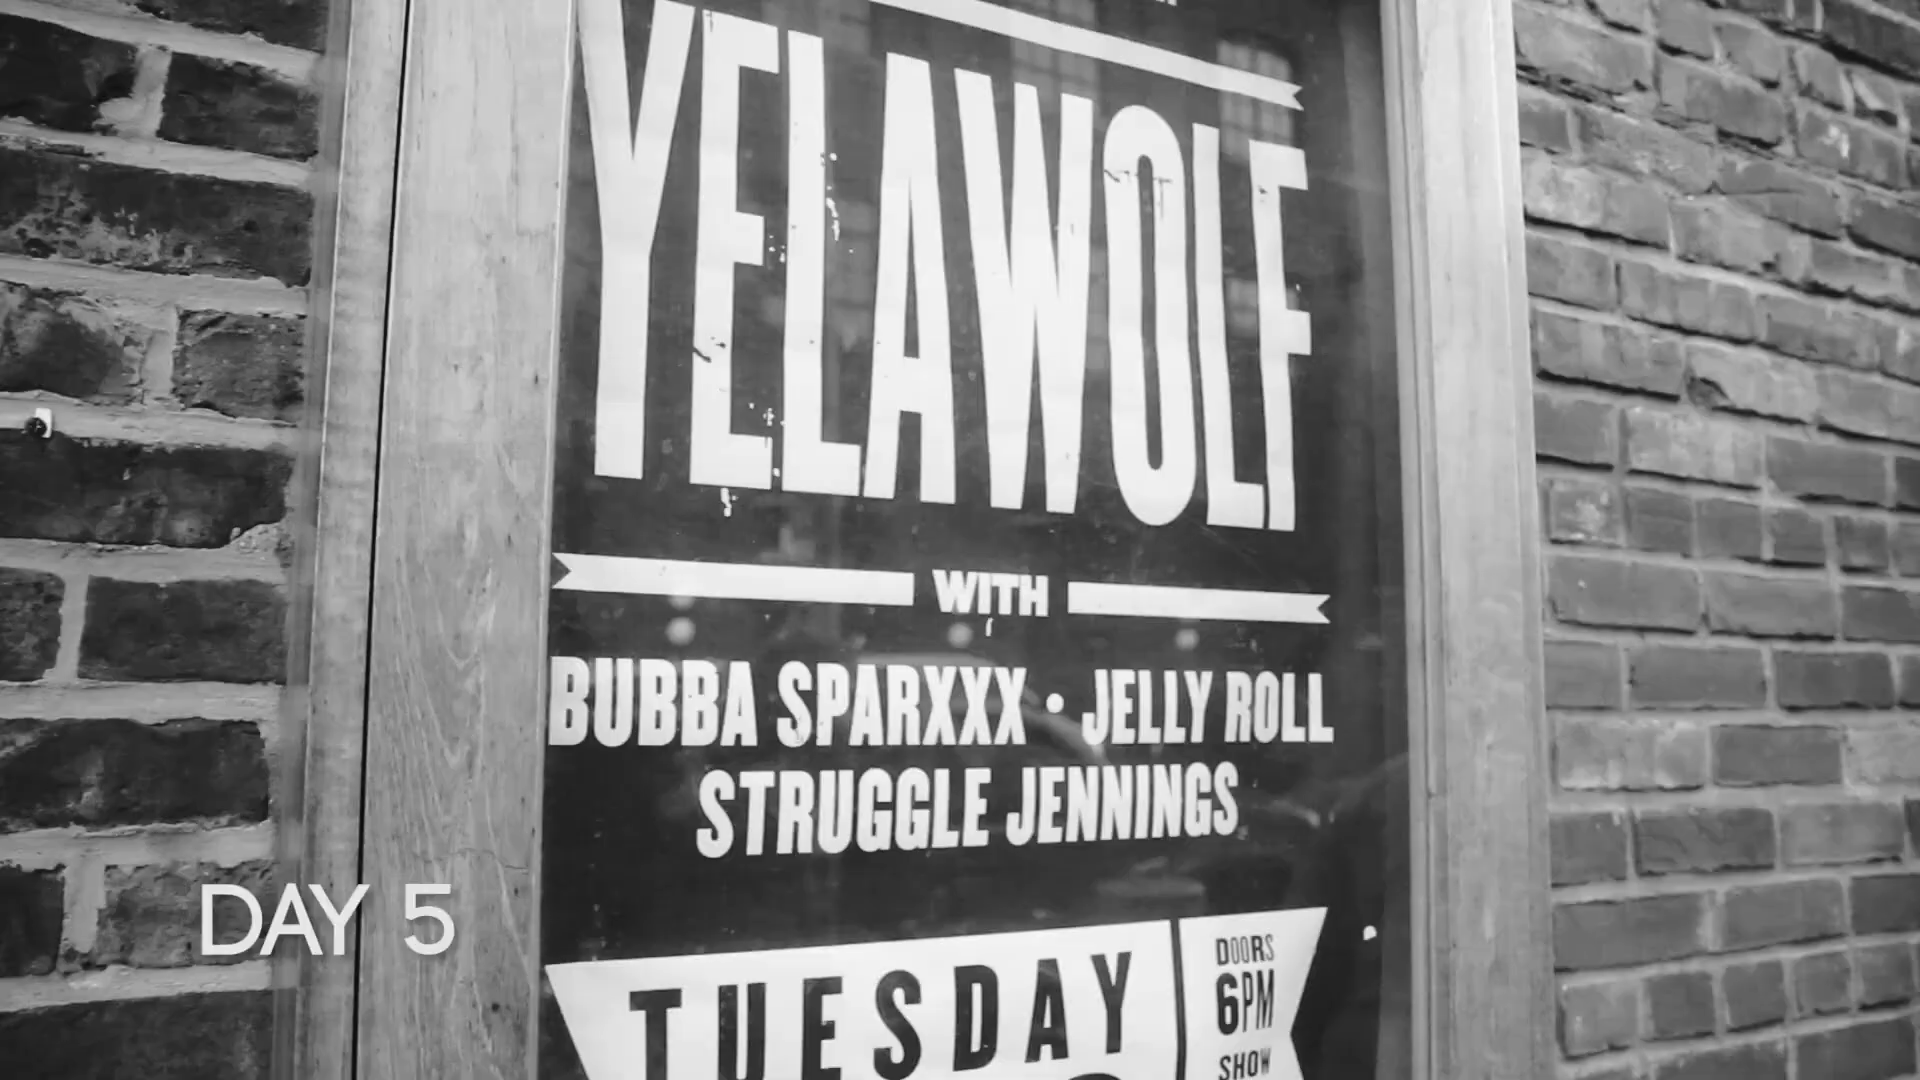 YELAWOLF
WITH
BUBBA SPARXXX • JELLY ROLL
STRUGGLE JENNINGS
TUESDAY
DOORS
6PM
SHOW
DAY 5